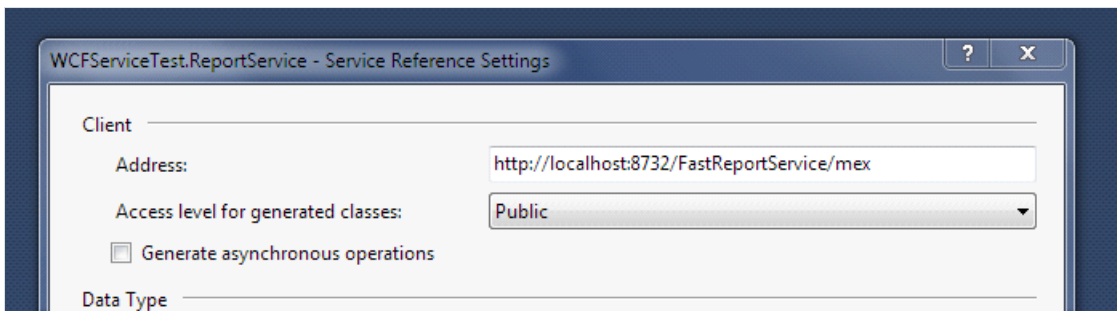 WCFServiceTest.ReportService - Service Reference Settings
? X
Client
Address: http://localhost:8732/FastReportService/mex
Access level for generated classes: Public
Generate asynchronous operations
Data Type